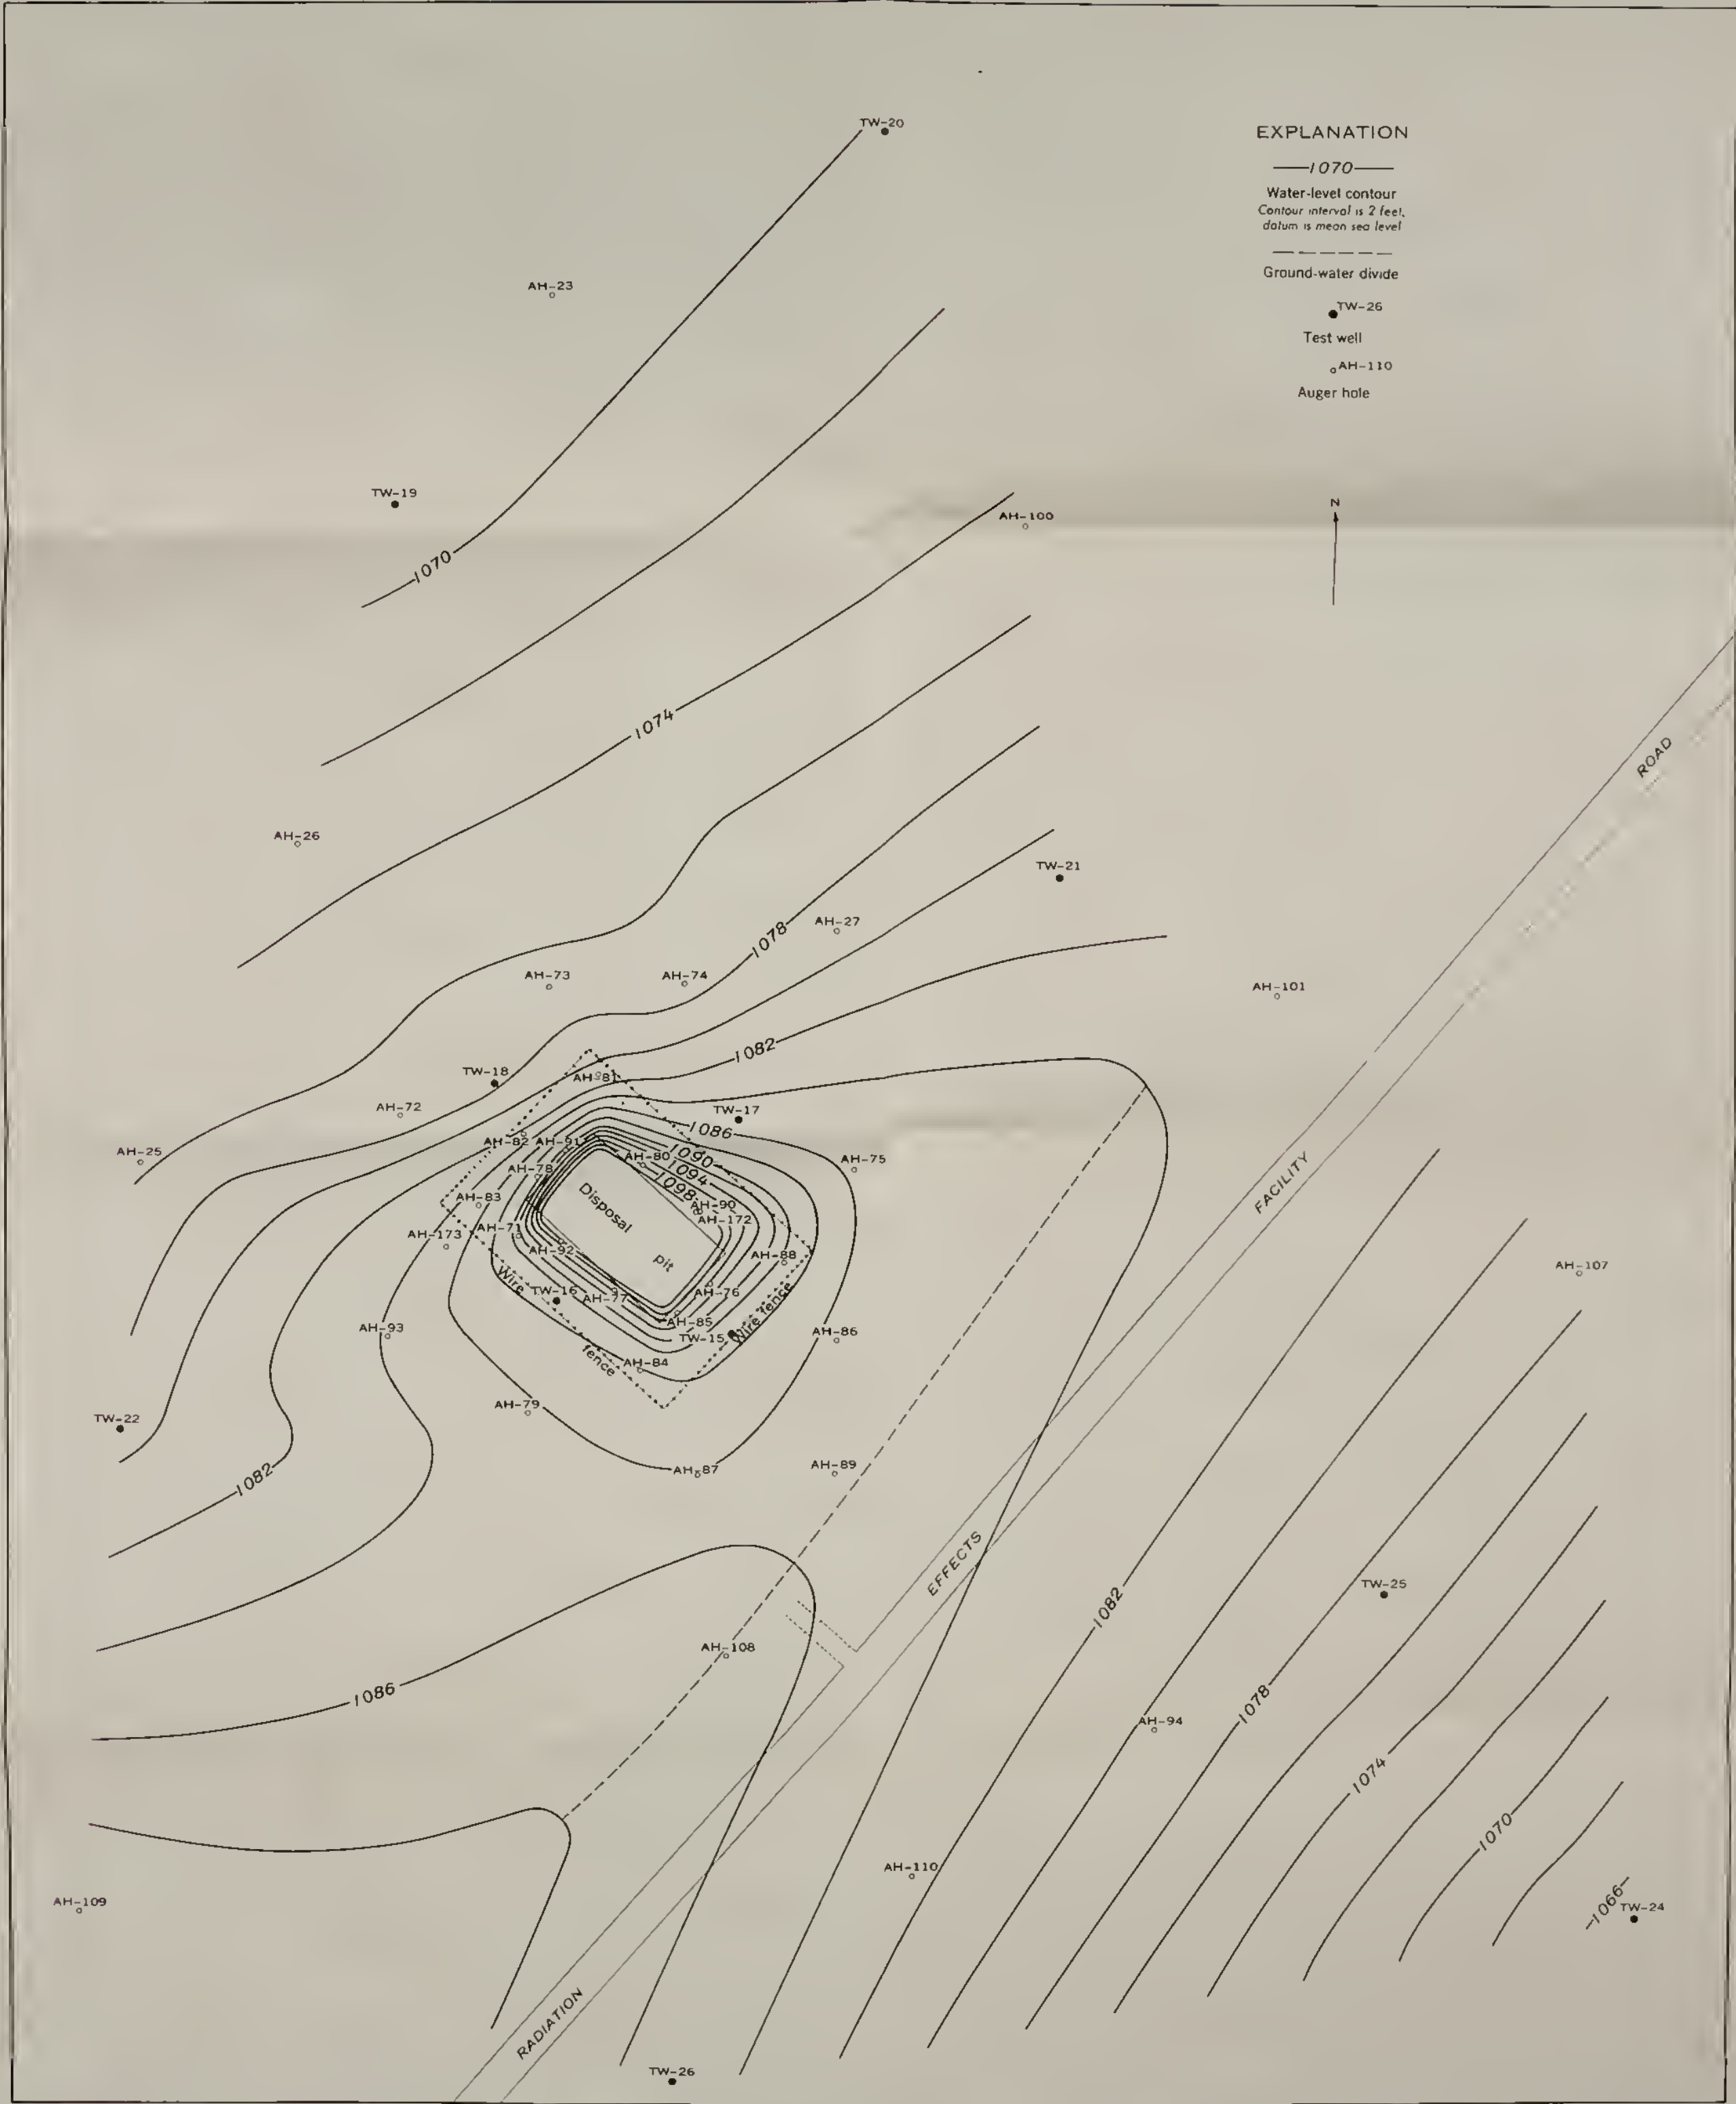 TW-20
EXPLANATION
1070
Water-level contour
Contour interval is 2 feet,
datum is mean sea level
Ground-water divide
TW-26
Test well
AH-110
Auger hole
AH-23
TW-19
N
AH-100
1070
1074
ROAD
AH-26
TW-21
AH-27
1078
AH-73
AH-74
AH-101
1082
TW-18
AH-81
AH-72
TW-17
1086
AH-82
AH-91
AH-25
AH-80
1090
AH-75
AH-78
1094
FACILITY
1098
AH-83
Disposal
AH-90
AH-172
AH-71
AH-173
AH-92
pit
AH-88
AH-107
Wire
TW-16
AH-77
AH-76
Wire fence
AH-85
AH-93
TW-15
AH-86
fence
AH-84
AH-79
TW-22
AH-87
AH-89
1082
EFFECTS
TW-25
1082
AH-108
1086
1078
AH-94
1074
1070
AH-110
AH-109
1066
TW-24
RADIATION
TW-26